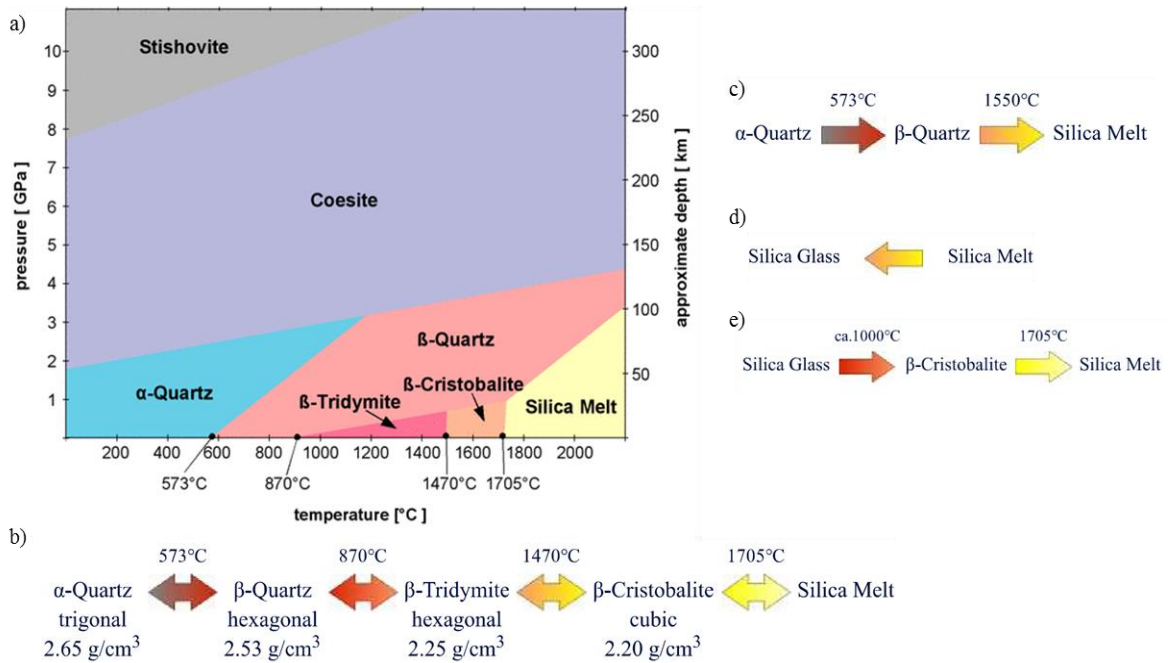 a)
Stishovite
Coesite
α-Quartz
ß-Quartz
ß-Tridymite
ß-Cristobalite
Silica Melt
pressure [ GPa]
10
9
8
7
6
5
4
3
2
1
approximate depth [ km]
300
250
200
150
100
50
200 400 600 800 1000 1200 1400 1600 1800 2000
573°C 870°C 1470°C 1705°C
temperature [°C ]
b)
573°C 870°C 1470°C 1705°C
α-Quartz β-Quartz β-Tridymite β-Cristobalite Silica Melt
trigonal hexagonal hexagonal cubic
2.65 g/cm³ 2.53 g/cm³ 2.25 g/cm³ 2.20 g/cm³
c)
573°C 1550°C
α-Quartz β-Quartz Silica Melt
d)
Silica Glass Silica Melt
e)
ca.1000°C 1705°C
Silica Glass β-Cristobalite Silica Melt